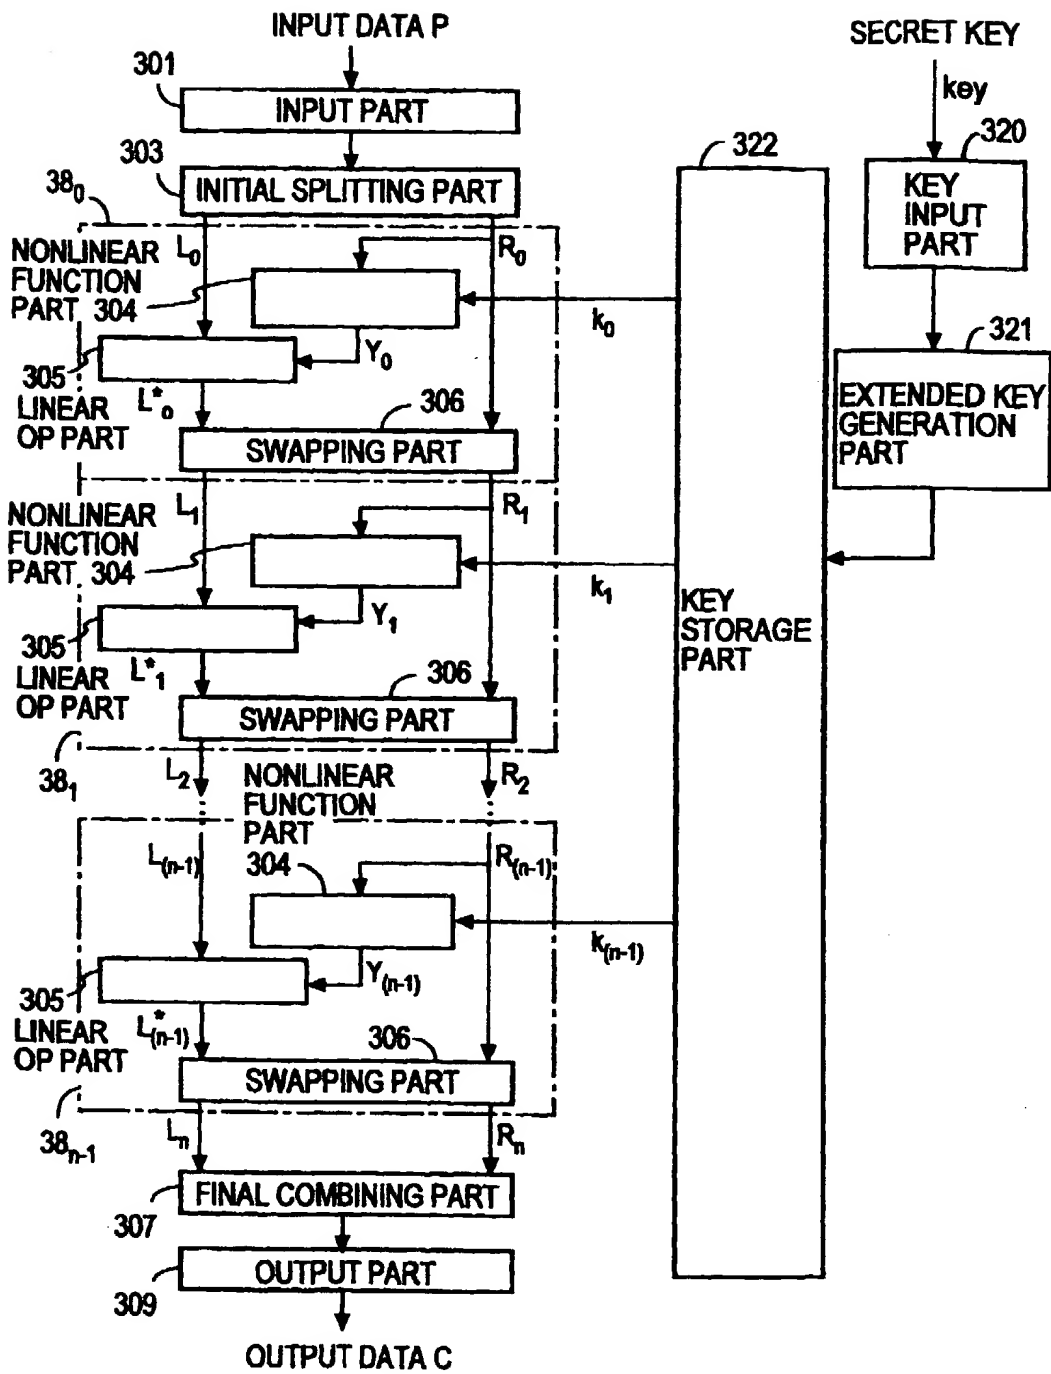 INPUT DATA P
SECRET KEY
301
INPUT PART
key
320
303
322
INITIAL SPLITTING PART
KEY
INPUT
PART
38₀
L₀
R₀
NONLINEAR
FUNCTION
PART 304
k₀
321
Y₀
305
LINEAR
OP PART
L*₀
306
EXTENDED KEY
GENERATION
PART
SWAPPING PART
L₁
R₁
NONLINEAR
FUNCTION
PART 304
k₁
KEY
STORAGE
PART
Y₁
305
LINEAR
OP PART
L*₁
306
SWAPPING PART
38₁
L₂
R₂
NONLINEAR
FUNCTION
PART
304
L₍ₙ₋₁₎
R₍ₙ₋₁₎
k₍ₙ₋₁₎
Y₍ₙ₋₁₎
305
LINEAR
OP PART
L*₍ₙ₋₁₎
306
SWAPPING PART
38ₙ₋₁
Lₙ
Rₙ
FINAL COMBINING PART
307
OUTPUT PART
309
OUTPUT DATA C